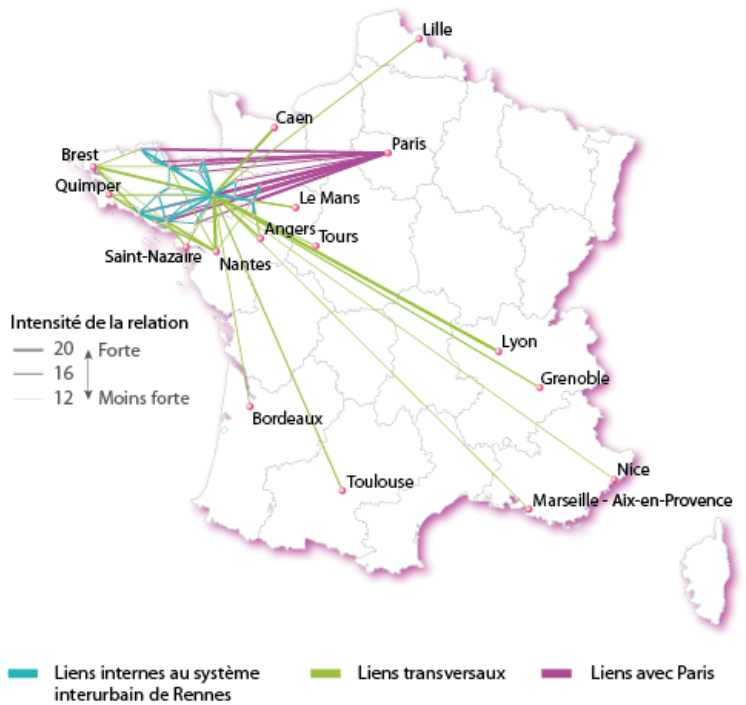 Lille
Caen
Paris
Brest
Quimper
Le Mans
Angers
Tours
Saint-Nazaire
Nantes
Intensité de la relation
20 Forte
16
12 Moins forte
Lyon
Grenoble
Bordeaux
Nice
Toulouse
Marseille - Aix-en-Provence
Liens internes au système
interurbain de Rennes
Liens transversaux
Liens avec Paris